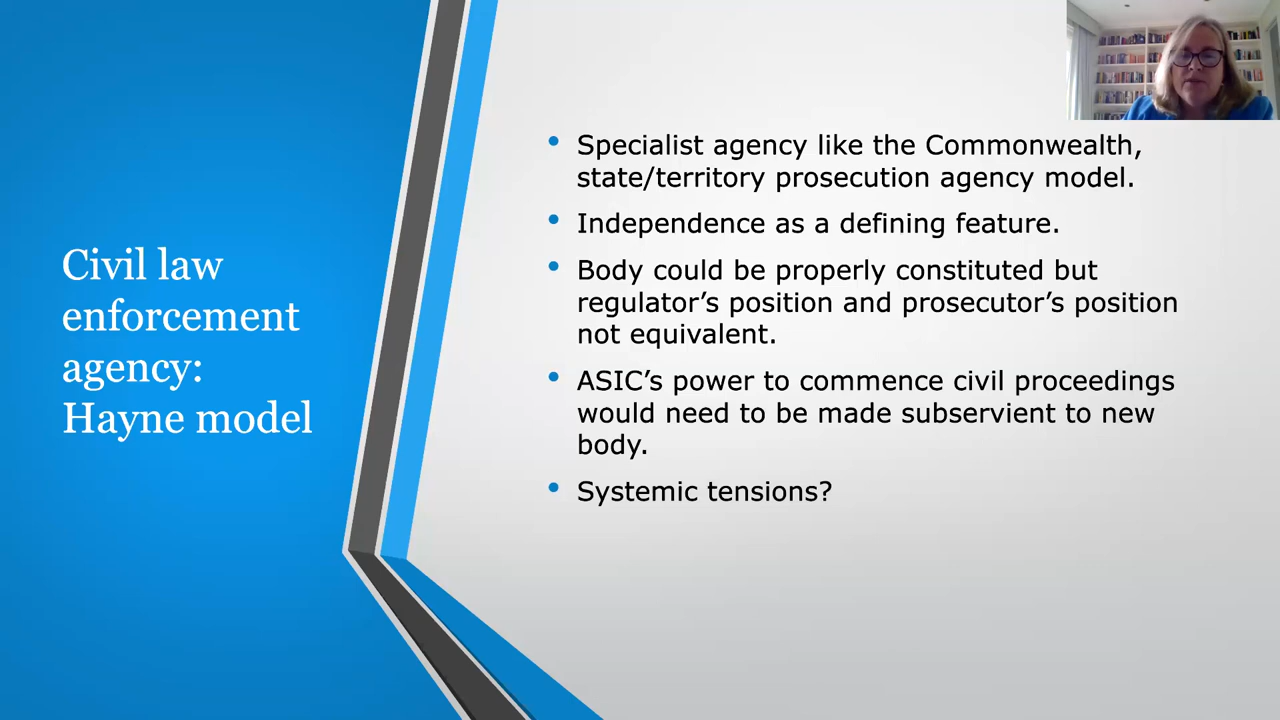 Civil law
enforcement
agency:
Hayne model
• Specialist agency like the Commonwealth,
state/territory prosecution agency model.
• Independence as a defining feature.
• Body could be properly constituted but
regulator’s position and prosecutor’s position
not equivalent.
• ASIC’s power to commence civil proceedings
would need to be made subservient to new
body.
• Systemic tensions?